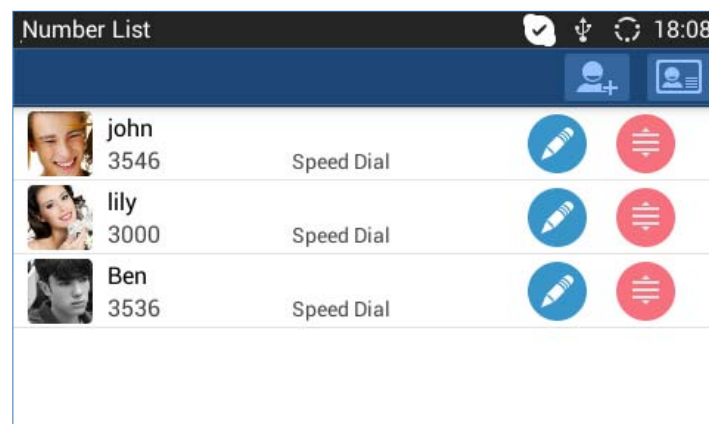 Number List 18:08
john
3546 Speed Dial
lily
3000 Speed Dial
Ben
3536 Speed Dial